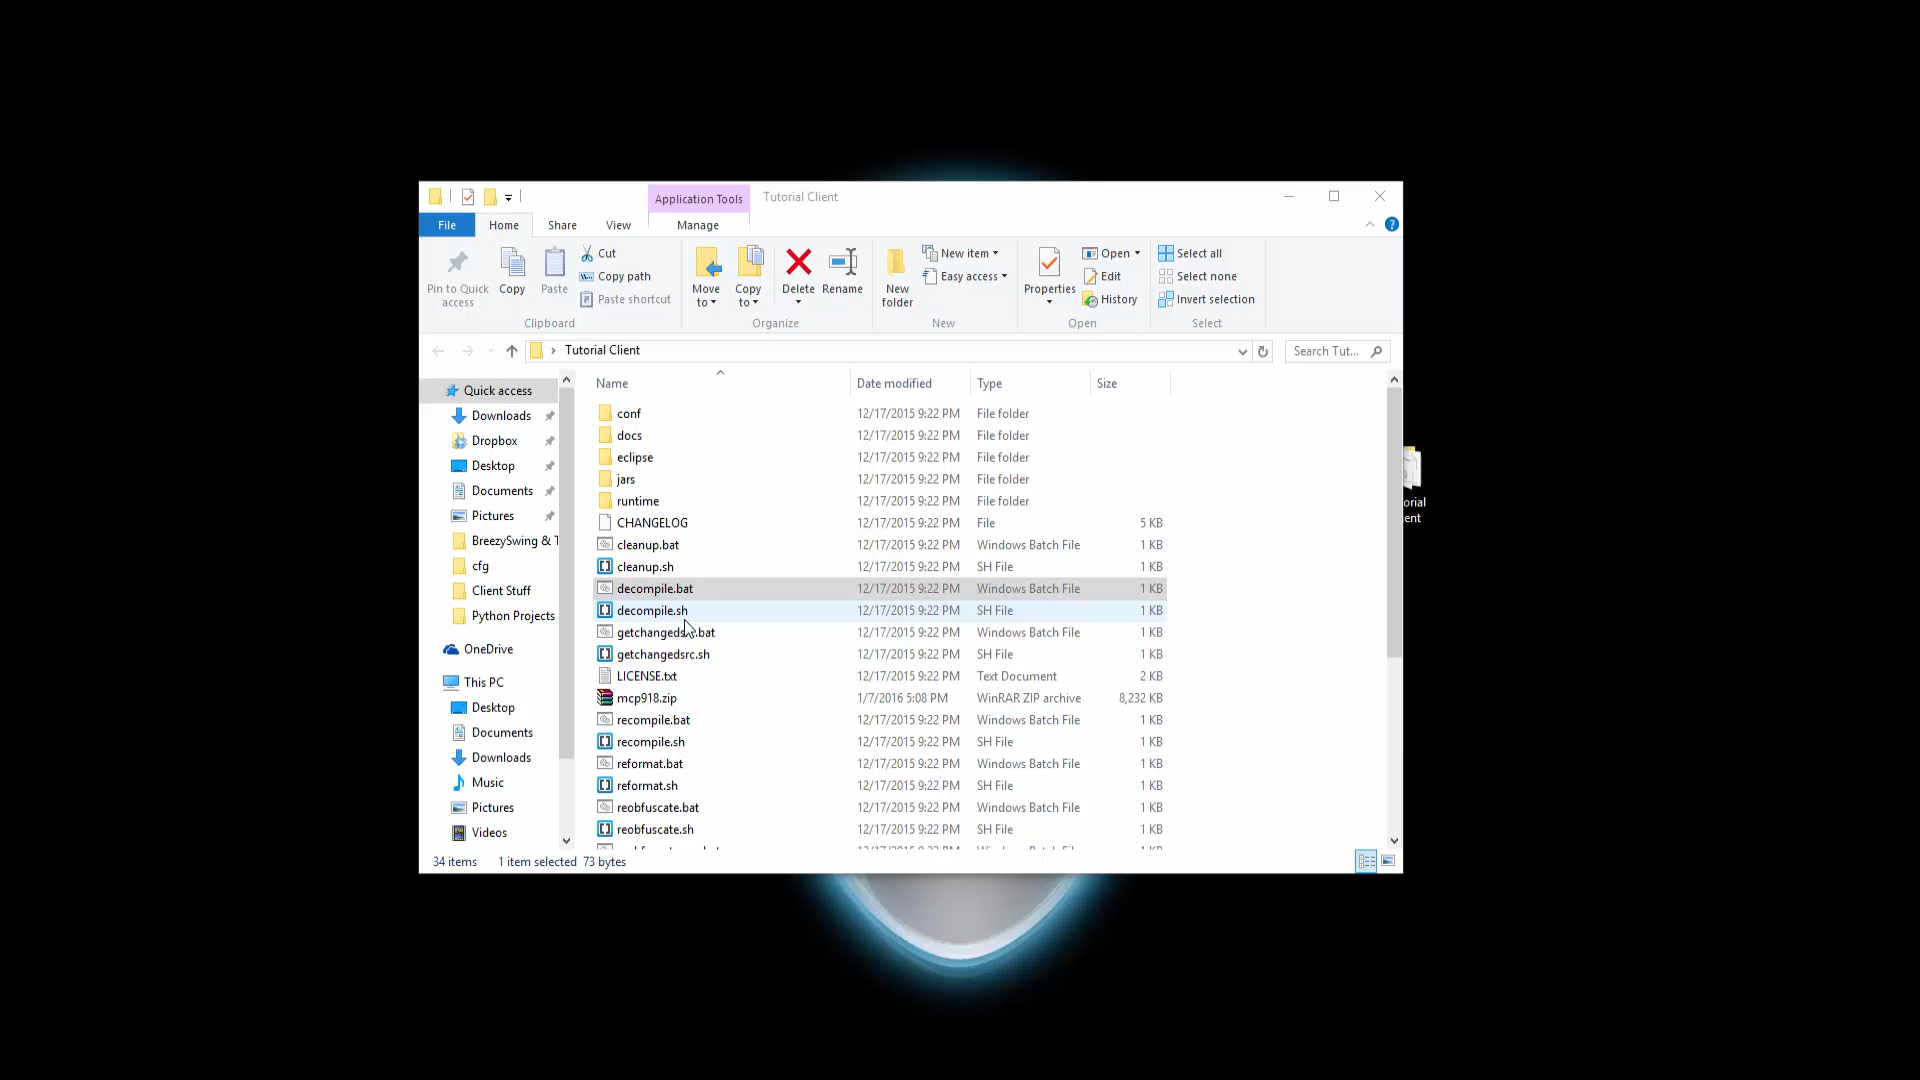 Application Tools
Tutorial Client
File
Home
Share
View
Manage
Pin to Quick access
Copy
Paste
Cut
Copy path
Paste shortcut
Clipboard
Move to
Copy to
Delete
Rename
Organize
New folder
New item
Easy access
New
Properties
Open
Edit
History
Open
Select all
Select none
Invert selection
Select
Tutorial Client
Search Tut...
Quick access
Downloads
Dropbox
Desktop
Documents
Pictures
BreezySwing & T
cfg
Client Stuff
Python Projects
OneDrive
This PC
Desktop
Documents
Downloads
Music
Pictures
Videos
Name Date modified Type Size
conf 12/17/2015 9:22 PM File folder
docs 12/17/2015 9:22 PM File folder
eclipse 12/17/2015 9:22 PM File folder
jars 12/17/2015 9:22 PM File folder
runtime 12/17/2015 9:22 PM File folder
CHANGELOG 12/17/2015 9:22 PM File 5 KB
cleanup.bat 12/17/2015 9:22 PM Windows Batch File 1 KB
cleanup.sh 12/17/2015 9:22 PM SH File 1 KB
decompile.bat 12/17/2015 9:22 PM Windows Batch File 1 KB
decompile.sh 12/17/2015 9:22 PM SH File 1 KB
getchangedsrc.bat 12/17/2015 9:22 PM Windows Batch File 1 KB
getchangedsrc.sh 12/17/2015 9:22 PM SH File 1 KB
LICENSE.txt 12/17/2015 9:22 PM Text Document 2 KB
mcp918.zip 1/7/2016 5:08 PM WinRAR ZIP archive 8,232 KB
recompile.bat 12/17/2015 9:22 PM Windows Batch File 1 KB
recompile.sh 12/17/2015 9:22 PM SH File 1 KB
reformat.bat 12/17/2015 9:22 PM Windows Batch File 1 KB
reformat.sh 12/17/2015 9:22 PM SH File 1 KB
reobfuscate.bat 12/17/2015 9:22 PM Windows Batch File 1 KB
reobfuscate.sh 12/17/2015 9:22 PM SH File 1 KB
34 items 1 item selected 73 bytes
orial
ent